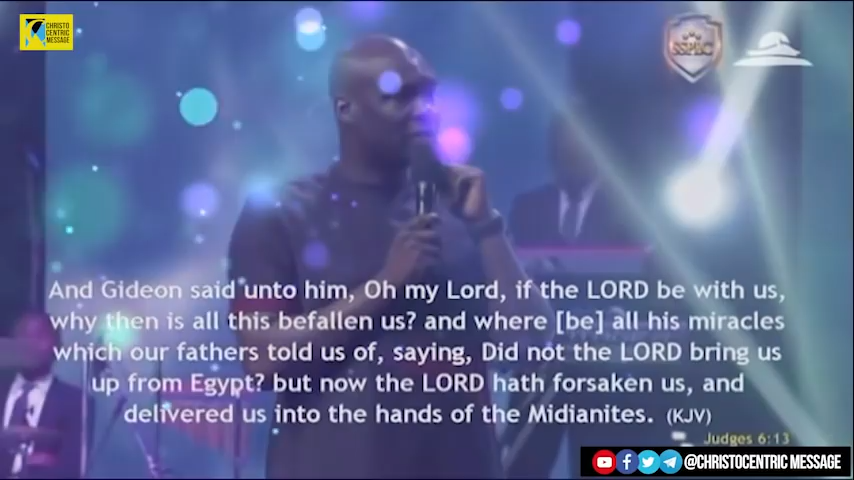 CHRISTO
CENTRIC
MESSAGE
And Gideon said unto him, Oh my Lord, if the LORD be with us,
why then is all this befallen us? and where [be] all his miracles
which our fathers told us of, saying, Did not the LORD bring us
up from Egypt? but now the LORD hath forsaken us, and
delivered us into the hands of the Midianites. (KJV)
Judges 6:13
@CHRISTOCENTRIC MESSAGE